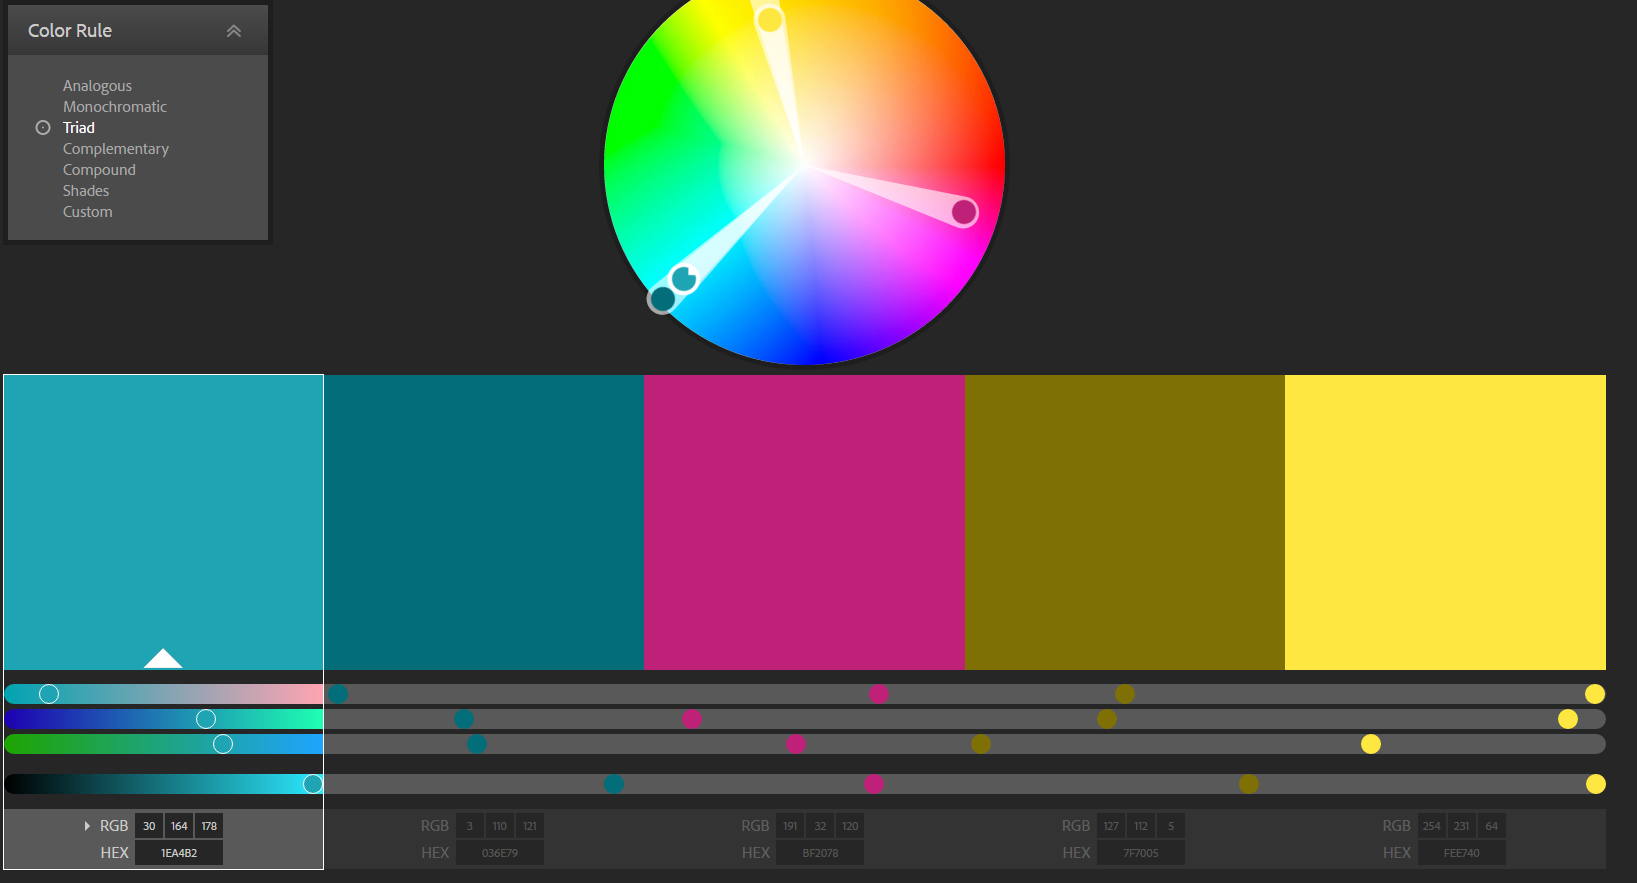 Color Rule
Analogous
Monochromatic
Triad
Complementary
Compound
Shades
Custom
RGB 30 164 178 RGB 3 110 121 RGB 191 32 120 RGB 127 112 5 RGB 254 231 64
HEX 1EA4B2 HEX 036E79 HEX BF2078 HEX 7F7005 HEX FEE740